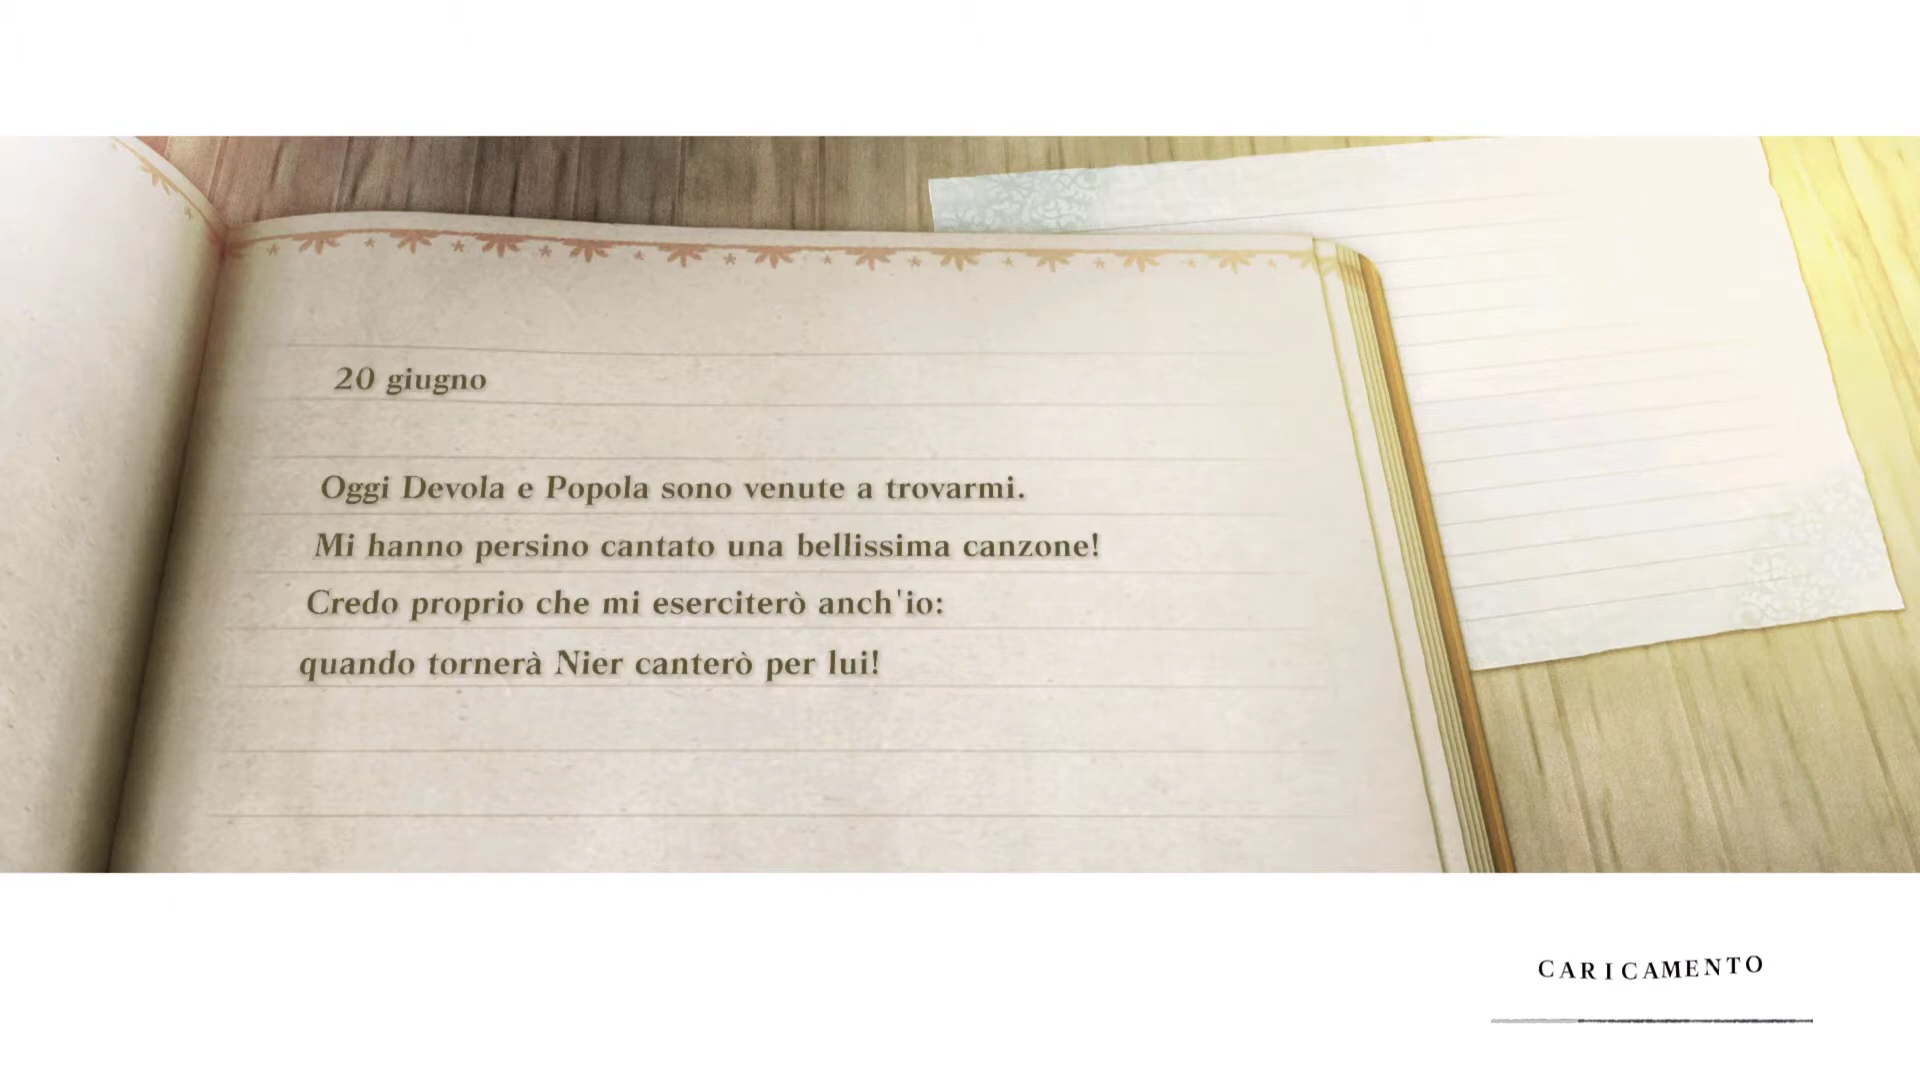 20 giugno
Oggi Devola e Popola sono venute a trovarmi.
Mi hanno persino cantato una bellissima canzone!
Credo proprio che mi eserciterò anch'io:
quando tornerà Nier canterò per lui!
CARICAMENTO